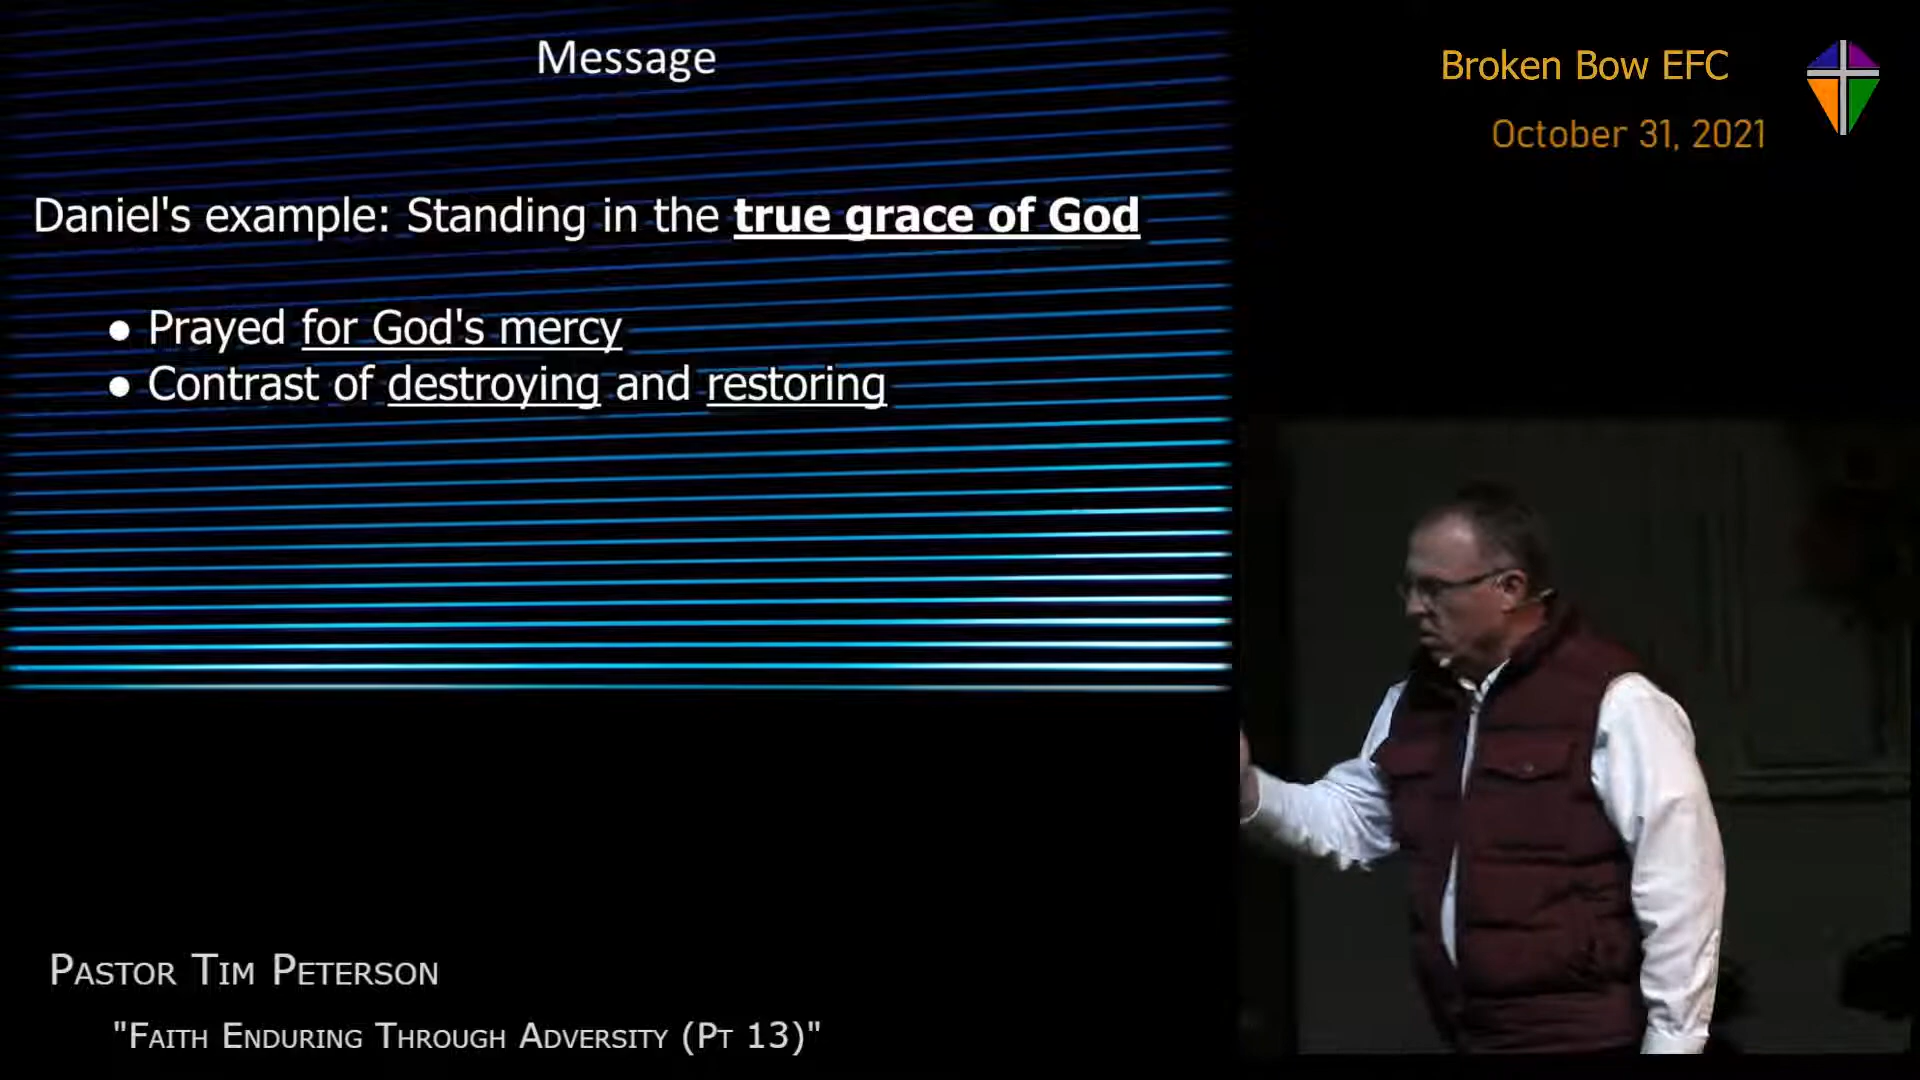 Message
Broken Bow EFC
October 31, 2021
Daniel's example: Standing in the true grace of God
● Prayed for God's mercy
● Contrast of destroying and restoring
Pastor Tim Peterson
"Faith Enduring Through Adversity (Pt 13)"